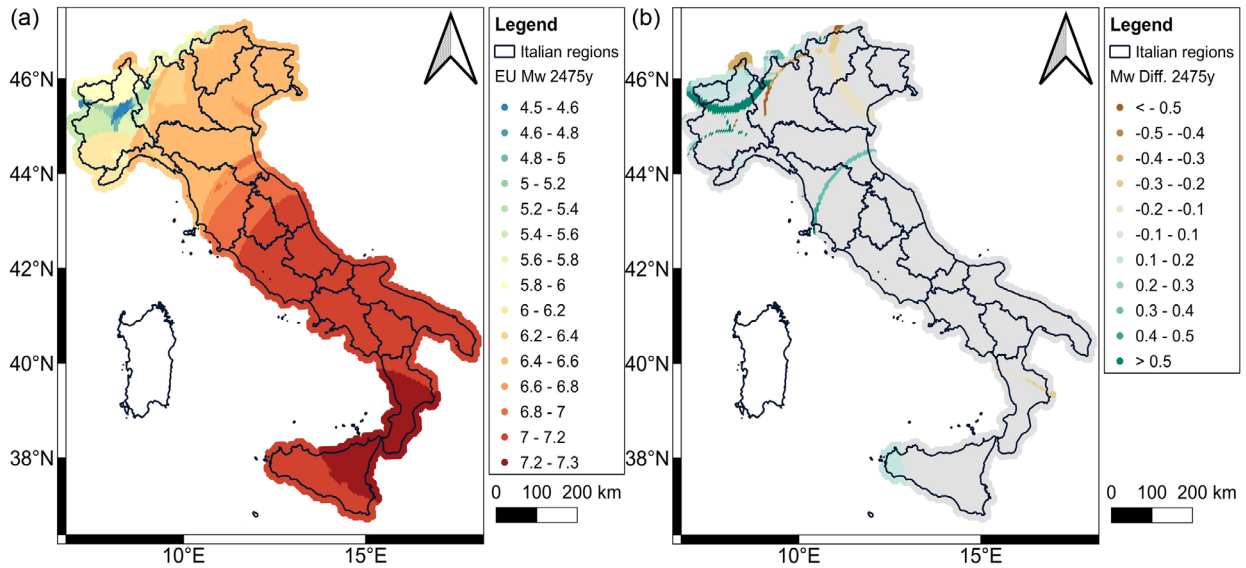 (a)
46°N
44°N
42°N
40°N
38°N
10°E
15°E
Legend
Italian regions
EU Mw 2475y
4.5 - 4.6
4.6 - 4.8
4.8 - 5
5 - 5.2
5.2 - 5.4
5.4 - 5.6
5.6 - 5.8
5.8 - 6
6 - 6.2
6.2 - 6.4
6.4 - 6.6
6.6 - 6.8
6.8 - 7
7 - 7.2
7.2 - 7.3
0 100 200 km
(b)
46°N
44°N
42°N
40°N
38°N
10°E
15°E
Legend
Italian regions
Mw Diff. 2475y
< - 0.5
-0.5 - -0.4
-0.4 - -0.3
-0.3 - -0.2
-0.2 - -0.1
-0.1 - 0.1
0.1 - 0.2
0.2 - 0.3
0.3 - 0.4
0.4 - 0.5
> 0.5
0 100 200 km